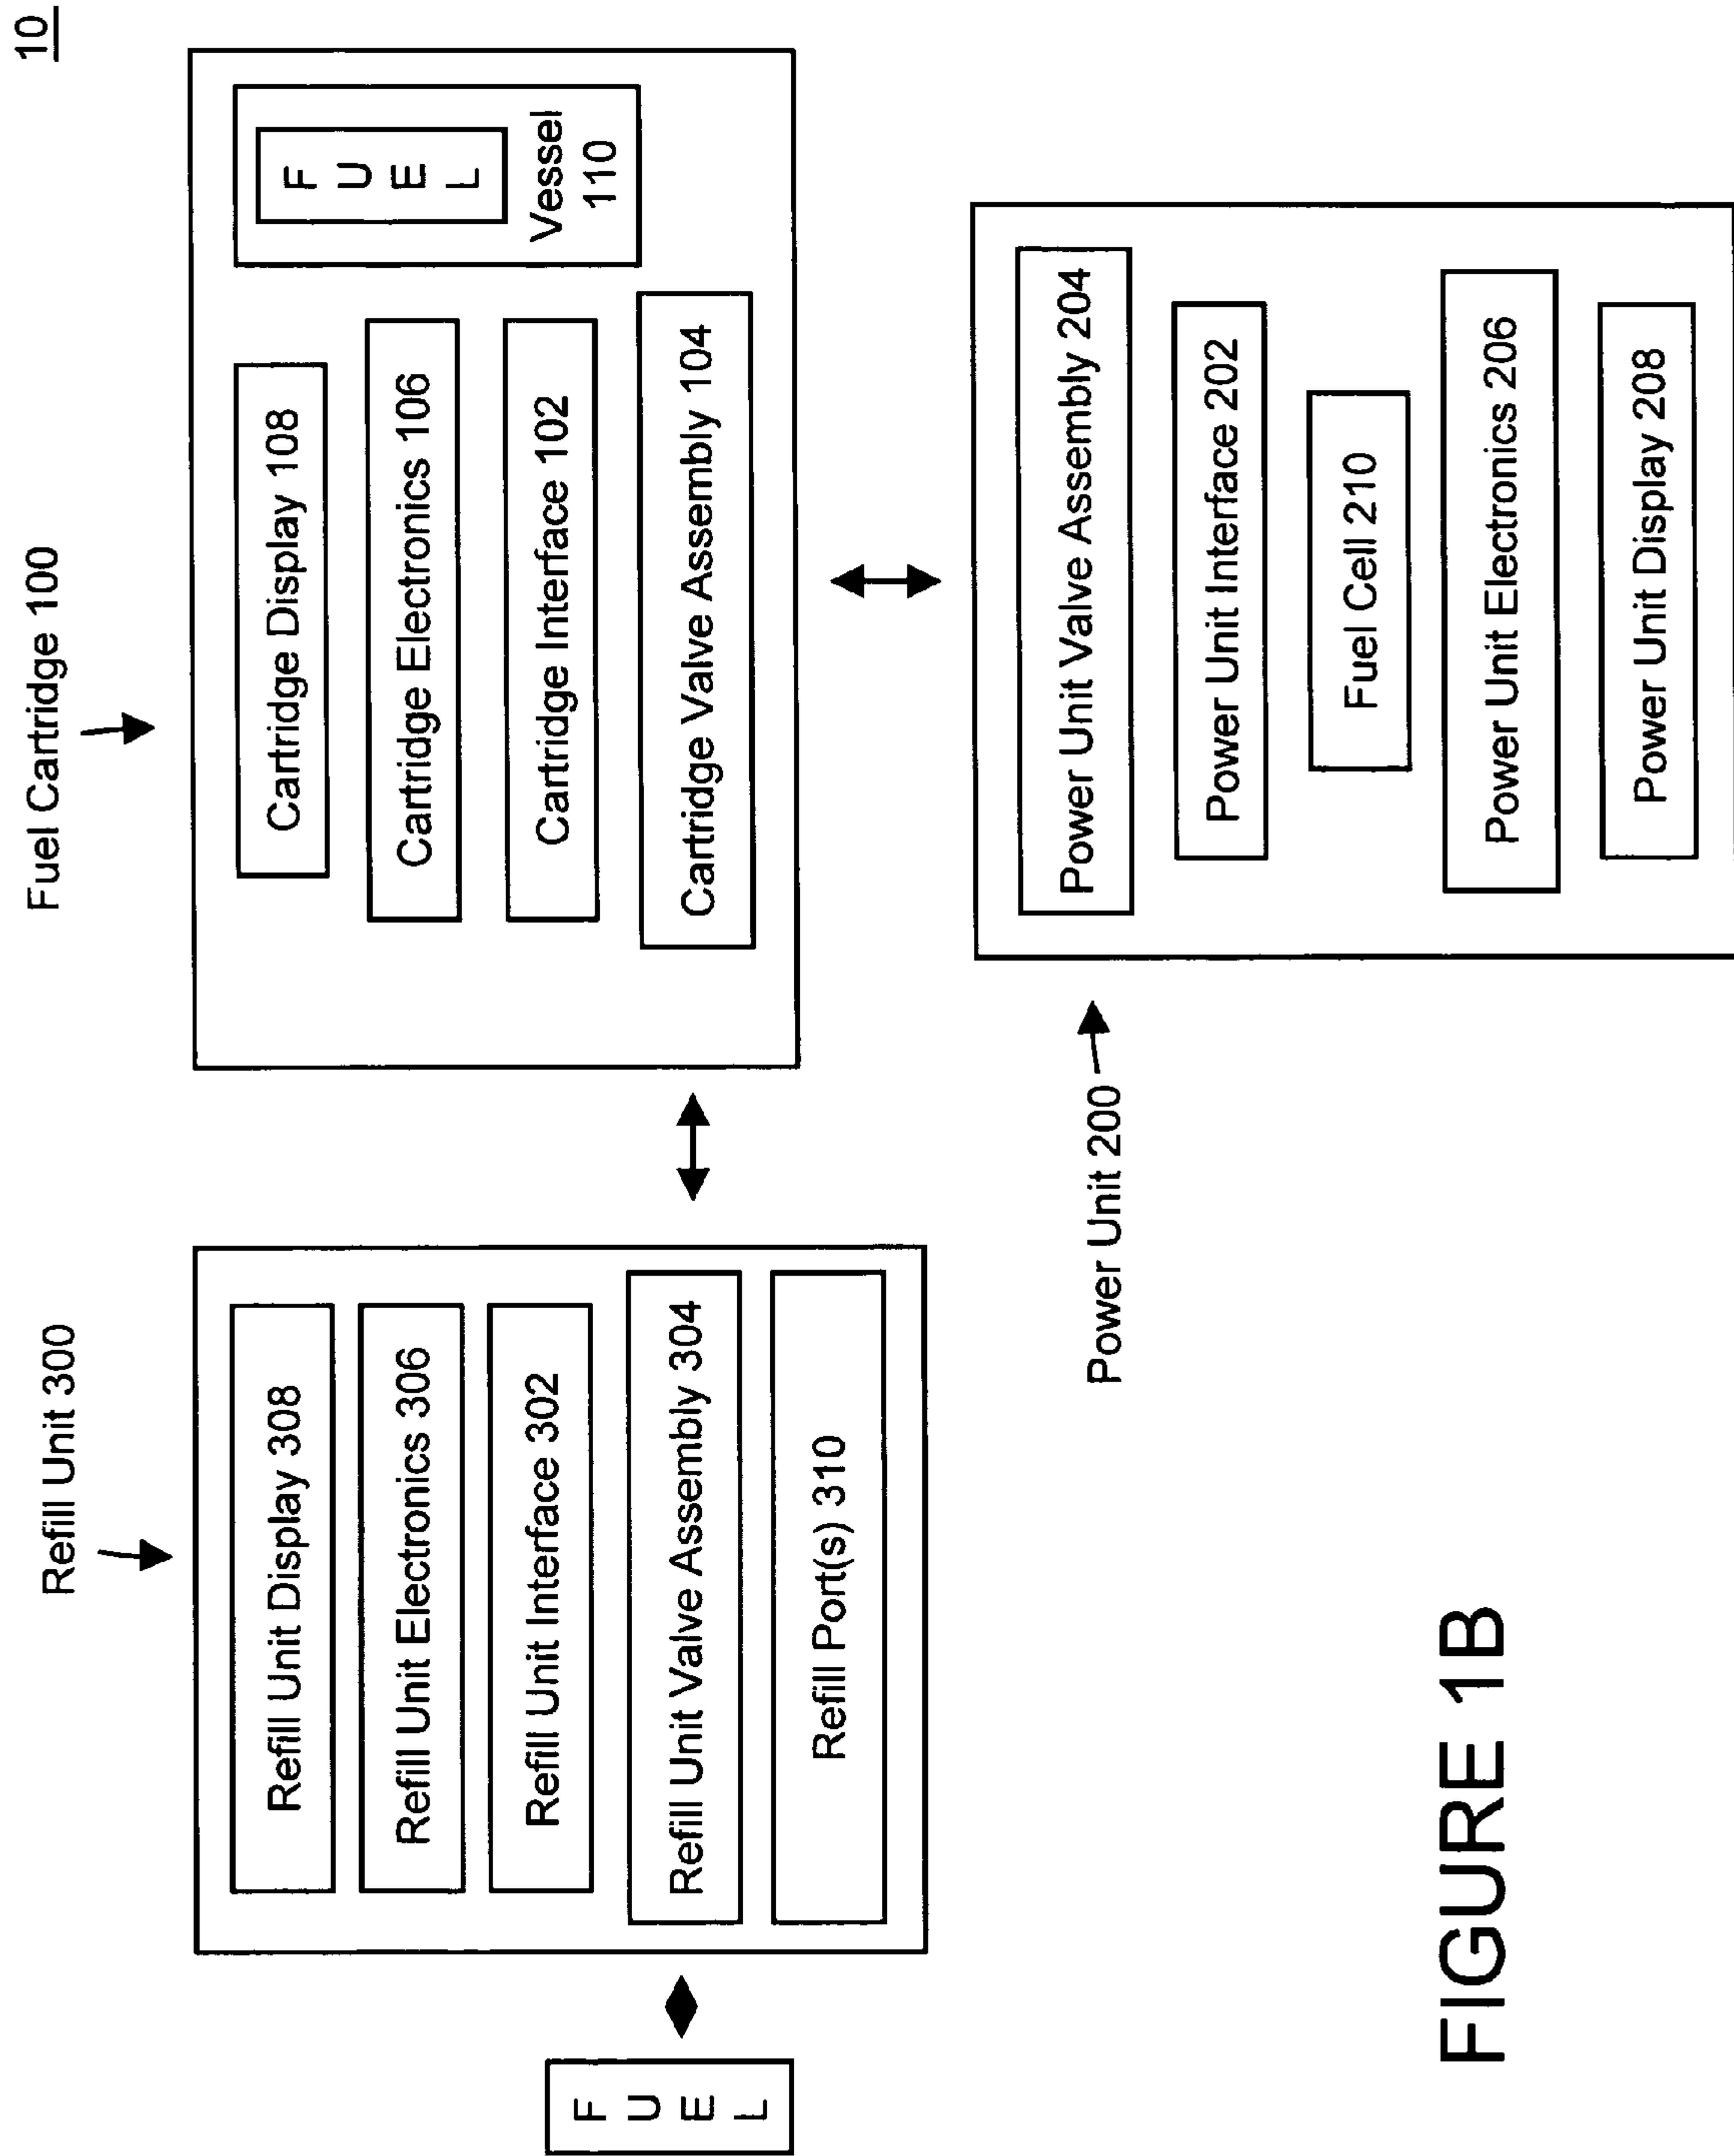 10
Refill Unit 300
Fuel Cartridge 100
F
U
E
L
Refill Unit Display 308
Refill Unit Electronics 306
Refill Unit Interface 302
Refill Unit Valve Assembly 304
Refill Port(s) 310
Cartridge Display 108
Cartridge Electronics 106
Cartridge Interface 102
Cartridge Valve Assembly 104
F
U
E
L
Vessel
110
Power Unit 200
Power Unit Valve Assembly 204
Power Unit Interface 202
Fuel Cell 210
Power Unit Electronics 206
Power Unit Display 208
FIGURE 1B